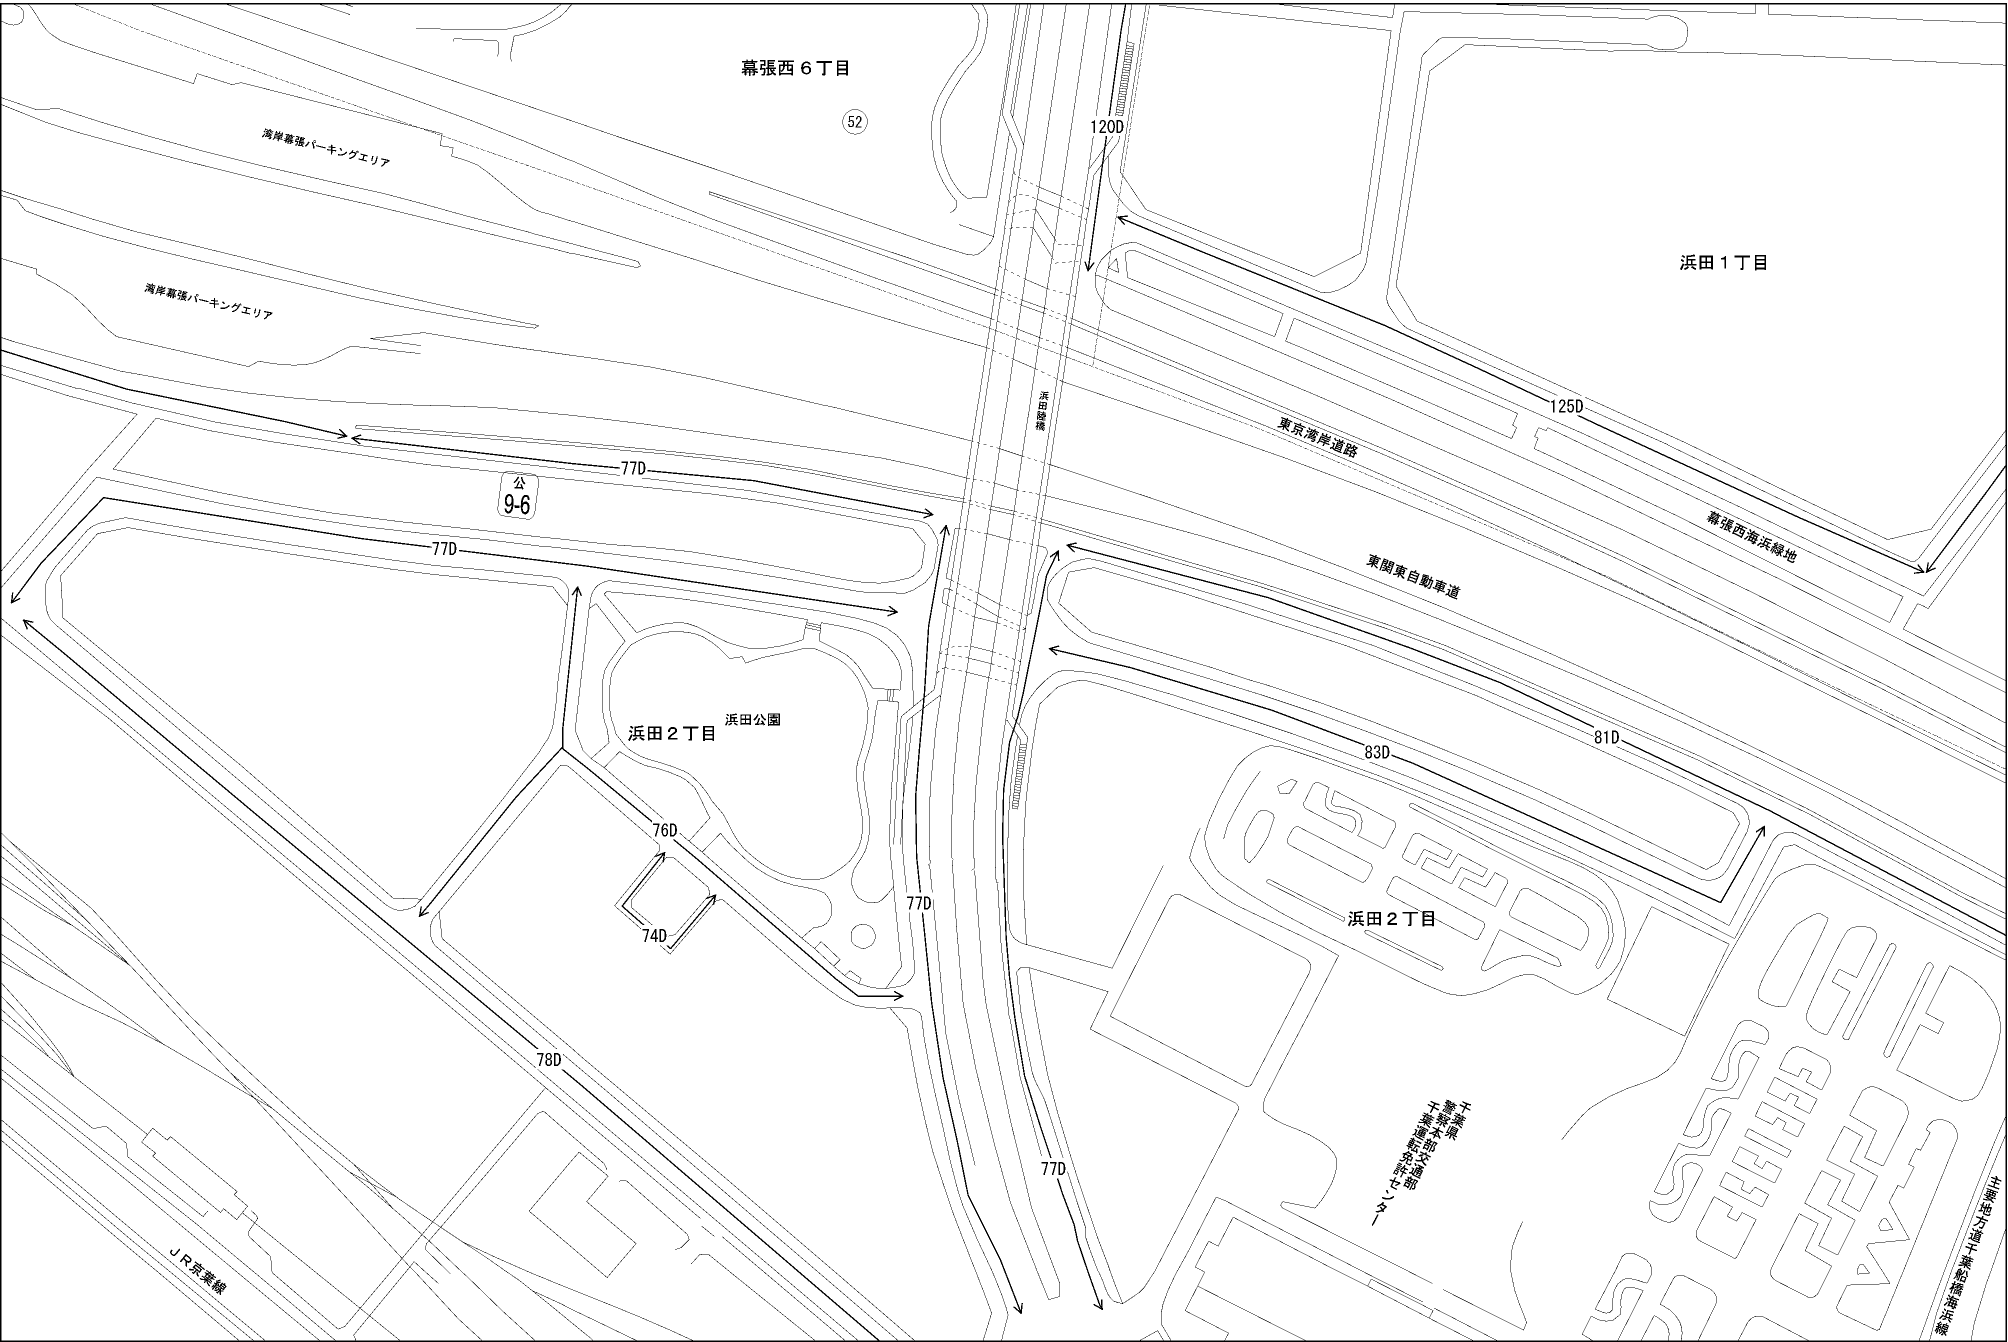 幕張西６丁目
52
120D
湾岸幕張パーキングエリア
浜田１丁目
湾岸幕張パーキングエリア
浜田陸橋
125D
東京湾岸道路
77D
公
9-6
幕張西海浜緑地
77D
東関東自動車道
浜田２丁目
浜田公園
81D
83D
76D
77D
74D
浜田２丁目
78D
千葉県
警察本部交通部
千葉運転免許センター
77D
主要地方道千葉船橋海浜線
ＪＲ京葉線